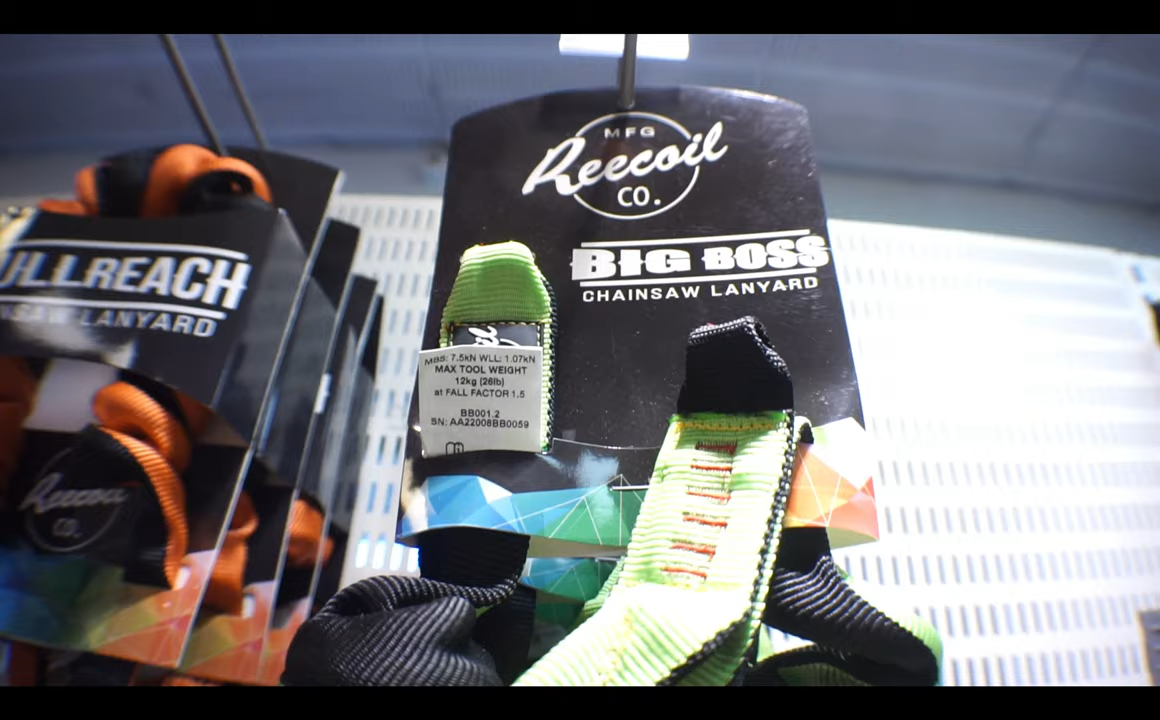 MFG
Reecoil
CO.
BIG BOSS
CHAINSAW LANYARD
MBS: 7.5kN WLL: 1.07kN
MAX TOOL WEIGHT
12kg (26lb)
at FALL FACTOR 1.5
BB001.2
SN: AA22008BB0059
ULLREACH
LANYARD
Reecoil
CO.